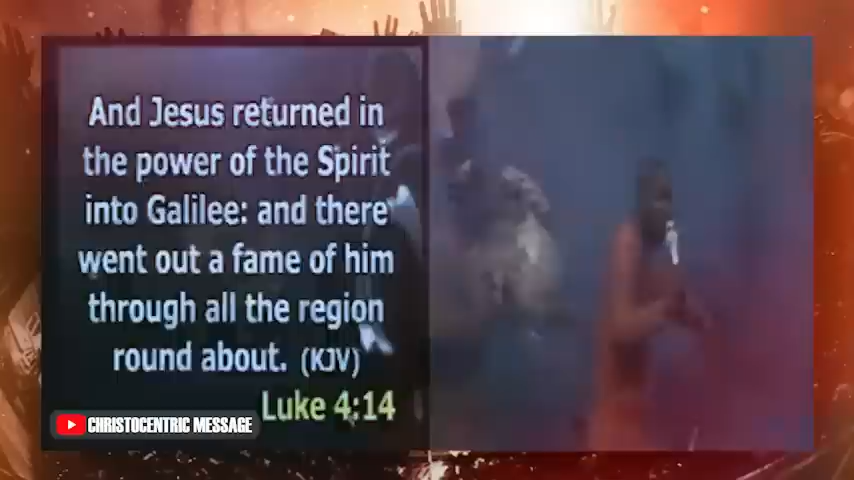 And Jesus returned in
the power of the Spirit
into Galilee: and there
went out a fame of him
through all the region
round about. (KJV)
Luke 4:14
CHRISTOCENTRIC MESSAGE